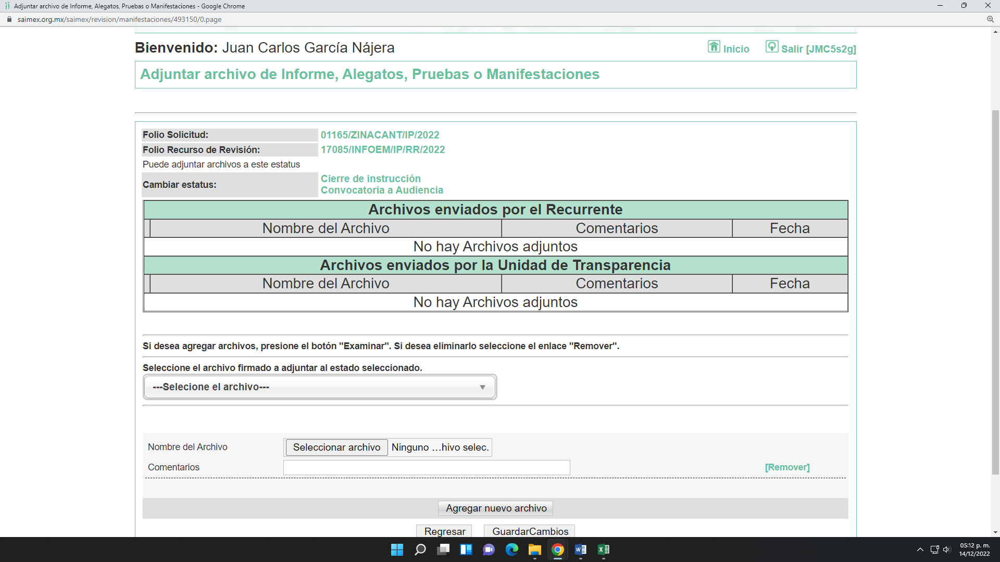 Adjuntar archivo de Informe, Alegatos, Pruebas o Manifestaciones - Google Chrome
saimex.org.mx/saimex/revision/manifestaciones/493150/0.page
Bienvenido: Juan Carlos García Nájera
Inicio
Salir [JMC5s2g]
Adjuntar archivo de Informe, Alegatos, Pruebas o Manifestaciones
Folio Solicitud: 01165/ZINACANT/IP/2022
Folio Recurso de Revisión: 17085/INFOEM/IP/RR/2022
Puede adjuntar archivos a este estatus
Cambiar estatus: Cierre de instrucción
Convocatoria a Audiencia
Archivos enviados por el Recurrente
Nombre del Archivo Comentarios Fecha
No hay Archivos adjuntos
Archivos enviados por la Unidad de Transparencia
Nombre del Archivo Comentarios Fecha
No hay Archivos adjuntos
Si desea agregar archivos, presione el botón "Examinar". Si desea eliminarlo seleccione el enlace "Remover".
Seleccione el archivo firmado a adjuntar al estado seleccionado.
---Selecione el archivo---
Nombre del Archivo Seleccionar archivo Ninguno ...hivo selec.
Comentarios [Remover]
Agregar nuevo archivo
Regresar GuardarCambios
05:12 p. m.
14/12/2022